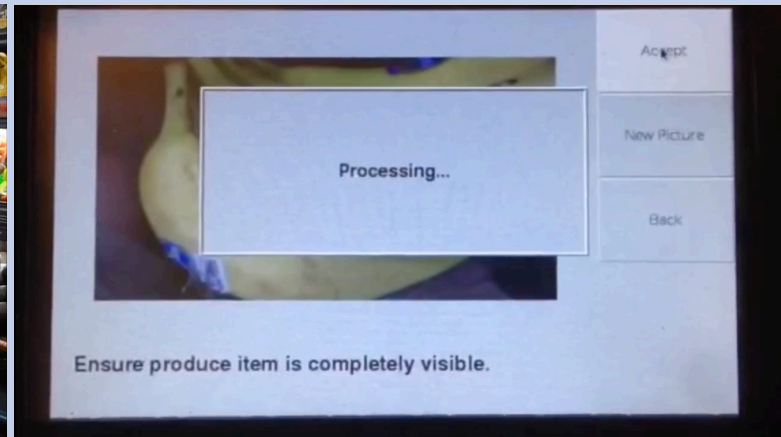 Accept
Processing...
New Picture
Back
Ensure produce item is completely visible.